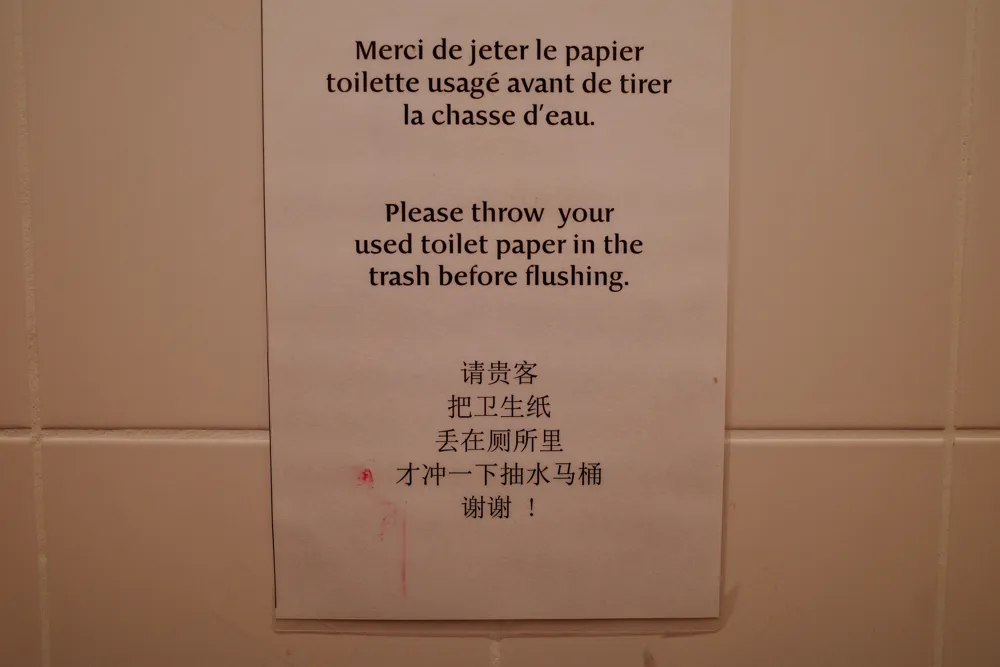 Merci de jeter le papier
toilette usagé avant de tirer
la chasse d'eau.
Please throw your
used toilet paper in the
trash before flushing.
请贵客
把卫生纸
丢在厕所里
才冲一下抽水马桶
谢谢 !